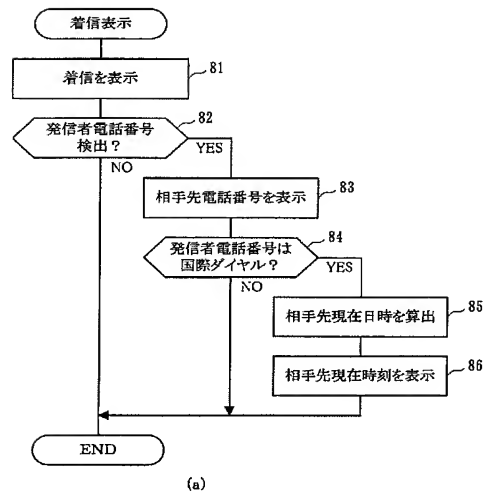 着信表示
着信を表示
81
発信者電話番号
検出?
82
YES
NO
相手先電話番号を表示
83
発信者電話番号は
国際ダイヤル?
84
YES
NO
相手先現在日時を算出
85
相手先現在時刻を表示
86
END
(a)